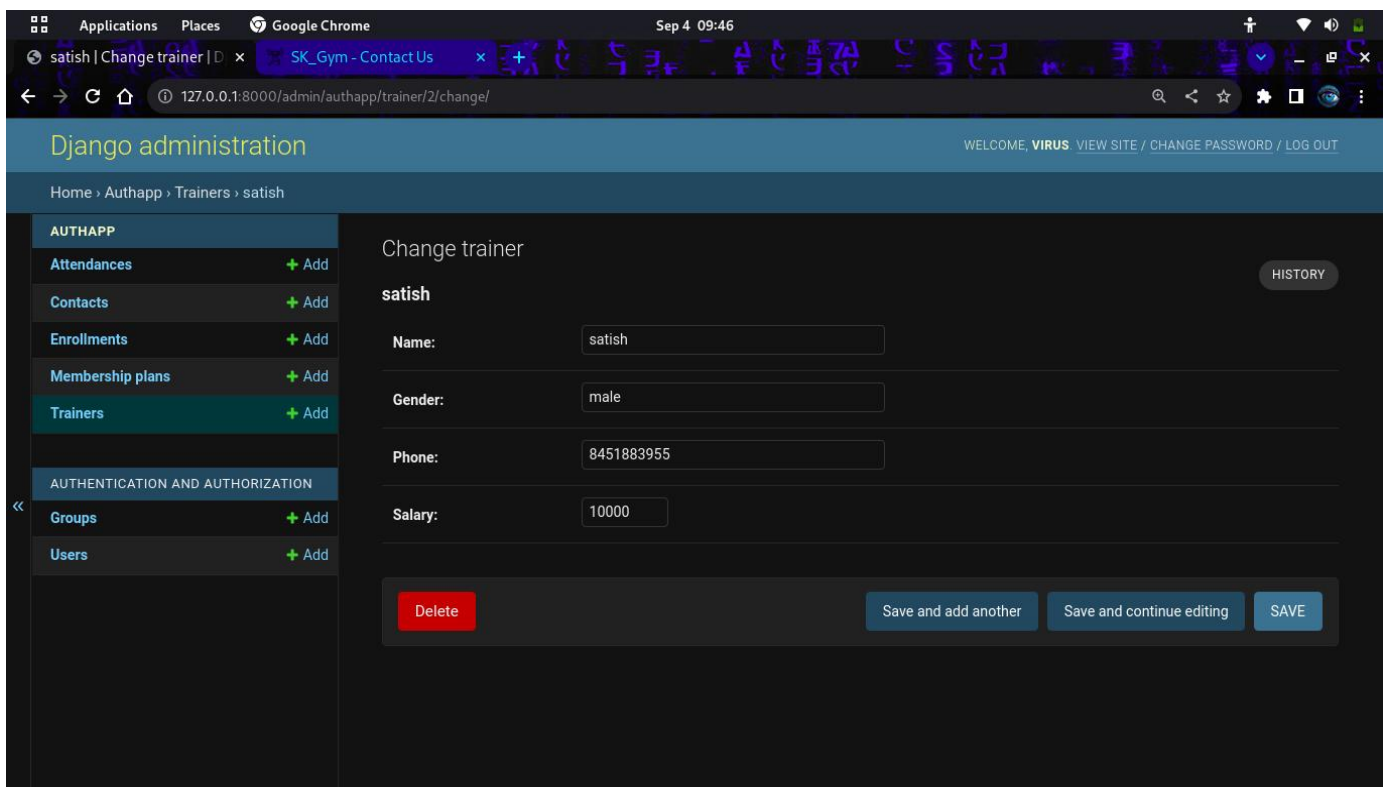 Applications Places Google Chrome Sep 4 09:46
satish | Change trainer | D SK_Gym - Contact Us
127.0.0.1:8000/admin/authapp/trainer/2/change/
Django administration WELCOME, VIRUS. VIEW SITE / CHANGE PASSWORD / LOG OUT
Home › Authapp › Trainers › satish
AUTHAPP
Attendances + Add
Contacts + Add
Enrollments + Add
Membership plans + Add
Trainers + Add
AUTHENTICATION AND AUTHORIZATION
Groups + Add
Users + Add
«
Change trainer
HISTORY
satish
Name: satish
Gender: male
Phone: 8451883955
Salary: 10000
Delete Save and add another Save and continue editing SAVE